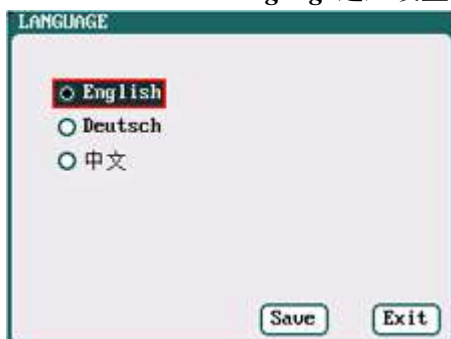 LANGUAGE
English
Deutsch
中文
Save Exit